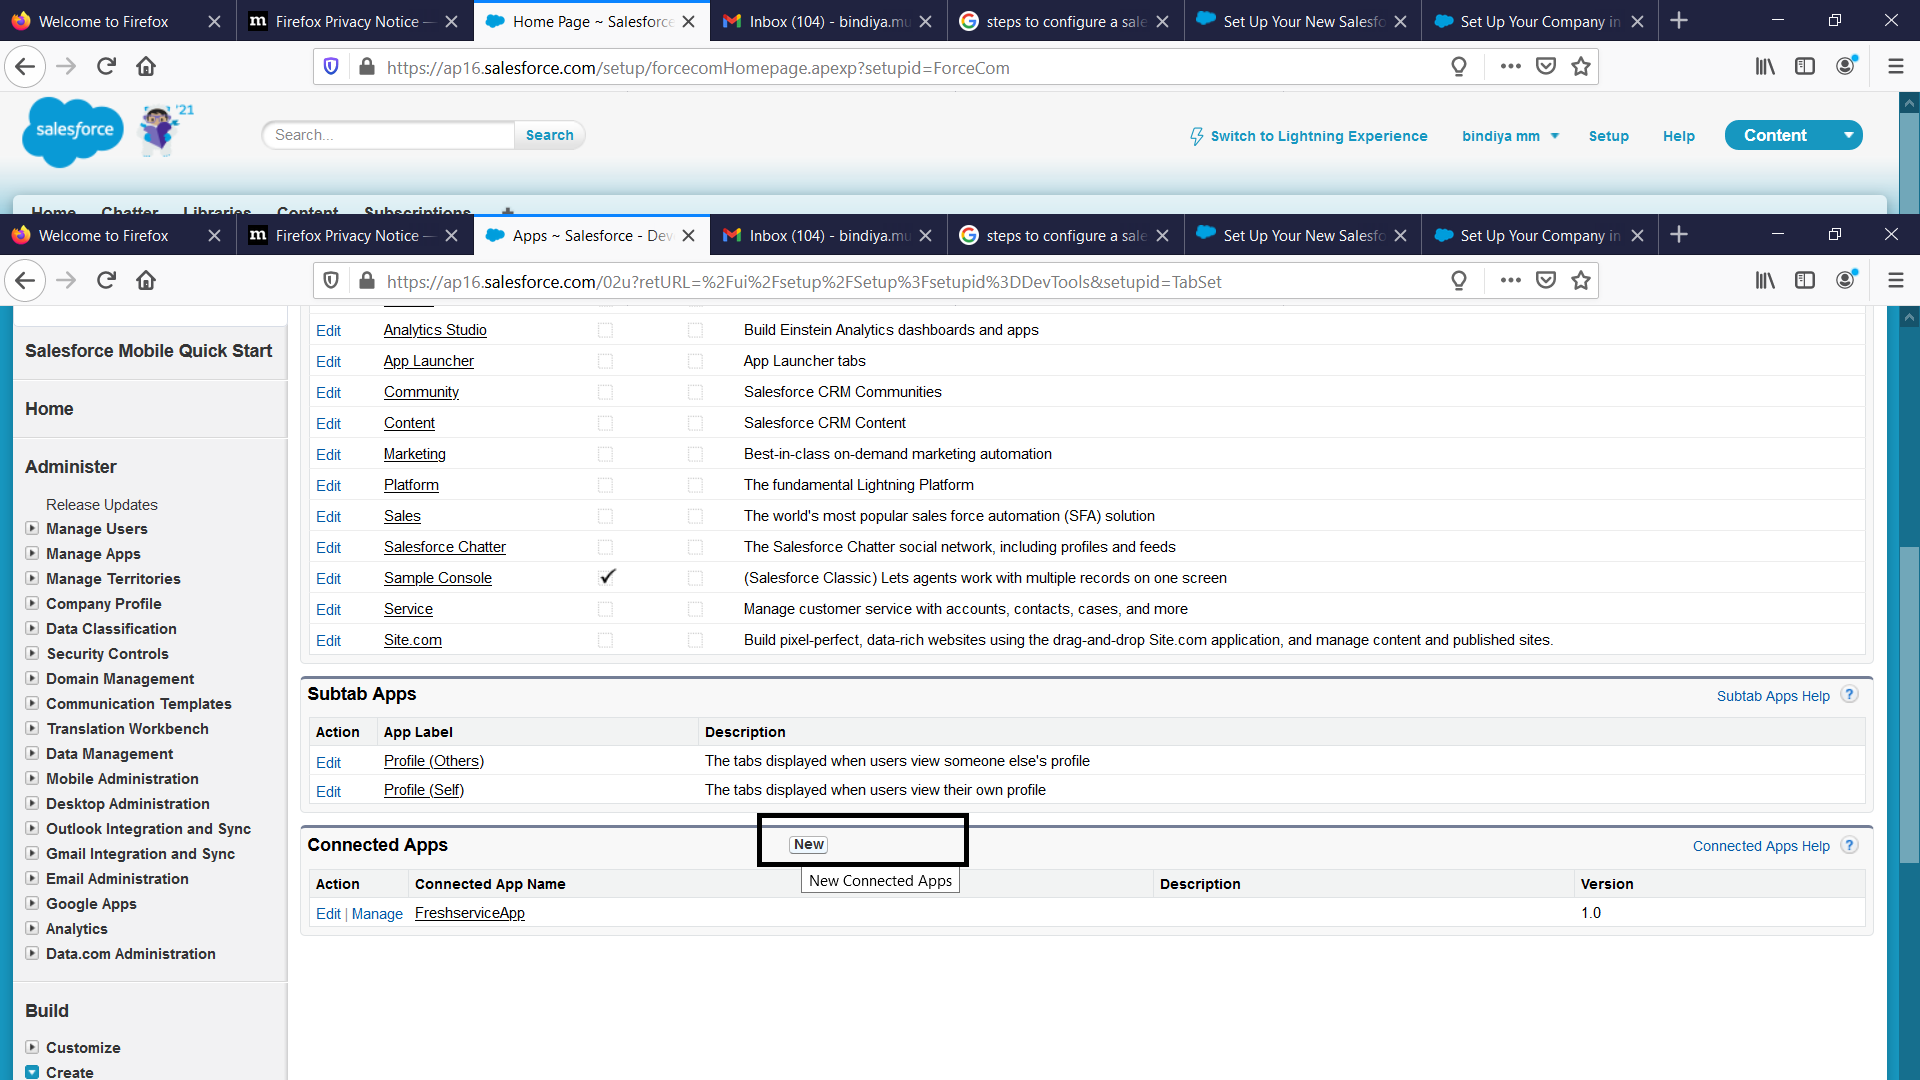 Welcome to Firefox
Firefox Privacy Notice —
Home Page ~ Salesforce
Inbox (104) - bindiya.mu
steps to configure a sale
Set Up Your New Salesfo
Set Up Your Company in
https://ap16.salesforce.com/setup/forcecomHomepage.apexp?setupid=ForceCom
salesforce
'21
Search...
Search
Switch to Lightning Experience
bindiya mm
Setup
Help
Content
Home Chatter Libraries Content Subscriptions +
Welcome to Firefox
Firefox Privacy Notice —
Apps ~ Salesforce - Dev
Inbox (104) - bindiya.mu
steps to configure a sale
Set Up Your New Salesfo
Set Up Your Company in
https://ap16.salesforce.com/02u?retURL=%2Fui%2Fsetup%2FSetup%3Fsetupid%3DDevTools&setupid=TabSet
Salesforce Mobile Quick Start
Home
Administer
Release Updates
Manage Users
Manage Apps
Manage Territories
Company Profile
Data Classification
Security Controls
Domain Management
Communication Templates
Translation Workbench
Data Management
Mobile Administration
Desktop Administration
Outlook Integration and Sync
Gmail Integration and Sync
Email Administration
Google Apps
Analytics
Data.com Administration
Build
Customize
Create
Edit Analytics Studio Build Einstein Analytics dashboards and apps
Edit App Launcher App Launcher tabs
Edit Community Salesforce CRM Communities
Edit Content Salesforce CRM Content
Edit Marketing Best-in-class on-demand marketing automation
Edit Platform The fundamental Lightning Platform
Edit Sales The world's most popular sales force automation (SFA) solution
Edit Salesforce Chatter The Salesforce Chatter social network, including profiles and feeds
Edit Sample Console (Salesforce Classic) Lets agents work with multiple records on one screen
Edit Service Manage customer service with accounts, contacts, cases, and more
Edit Site.com Build pixel-perfect, data-rich websites using the drag-and-drop Site.com application, and manage content and published sites.
Subtab Apps
Subtab Apps Help ?
Action App Label Description
Edit Profile (Others) The tabs displayed when users view someone else's profile
Edit Profile (Self) The tabs displayed when users view their own profile
Connected Apps
New
Connected Apps Help ?
New Connected Apps
Action Connected App Name Description Version
Edit | Manage FreshserviceApp 1.0